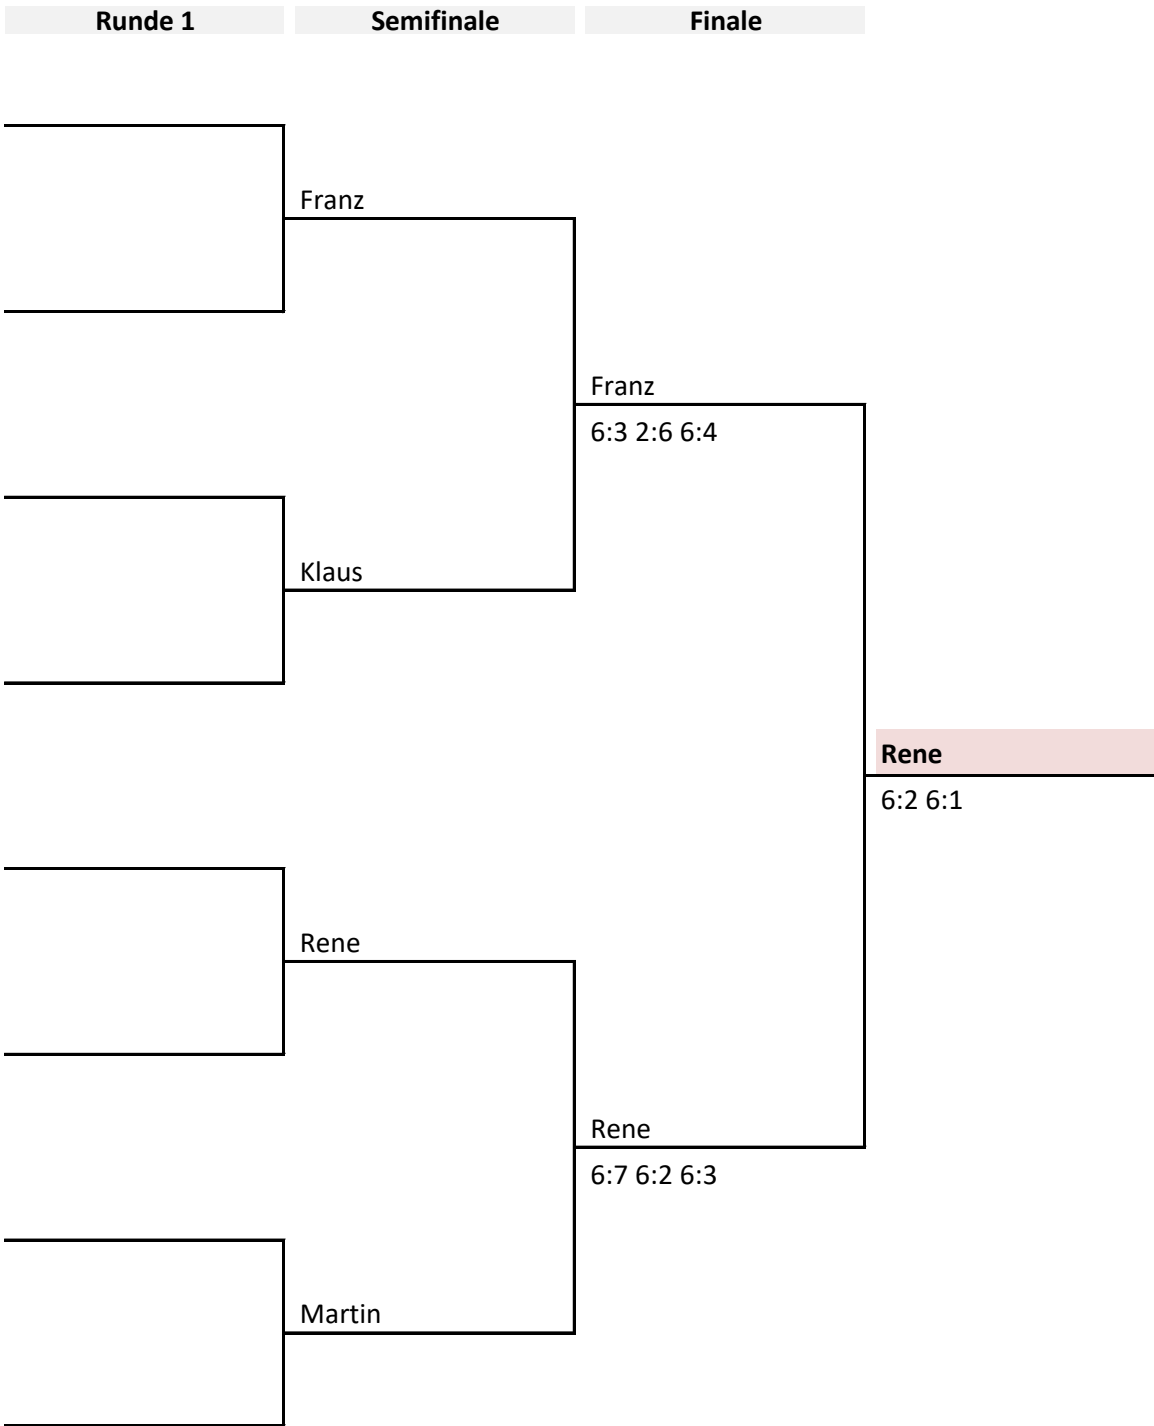 Runde 1 Semifinale Finale
Franz
Franz
6:3 2:6 6:4
Klaus
Rene
6:2 6:1
Rene
Rene
6:7 6:2 6:3
Martin